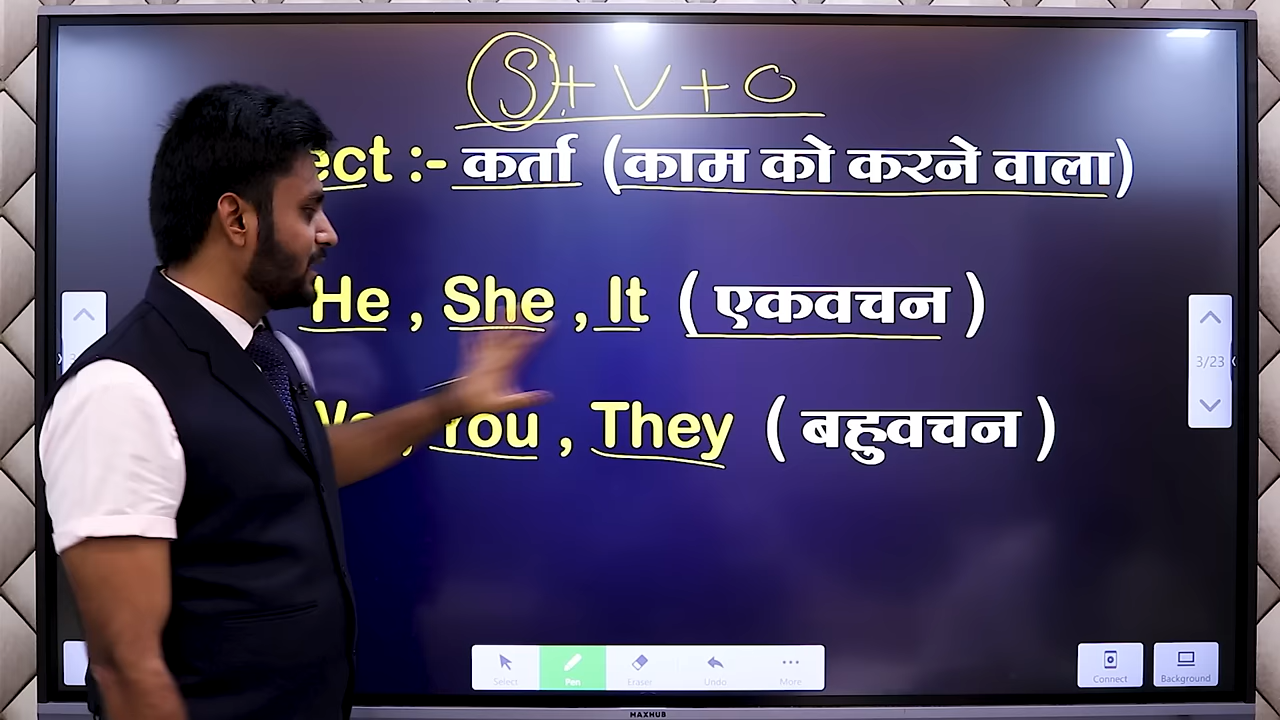 S + V + O
ect :- कर्ता (काम को करने वाला)
He , She , It ( एकवचन )
We , You , They ( बहुवचन )
3/23
Select Pen Eraser Undo More
Connect Background
MAXHUB